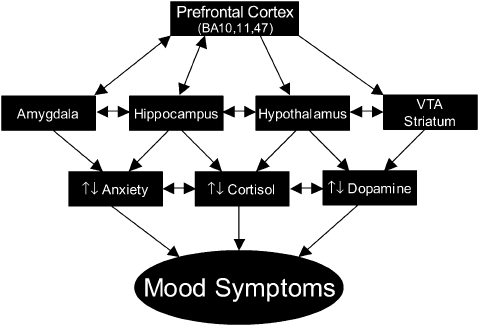 Prefrontal Cortex
(BA10,11,47)
Amygdala
Hippocampus
Hypothalamus
VTA
Striatum
↑↓ Anxiety
↑↓ Cortisol
↑↓ Dopamine
Mood Symptoms